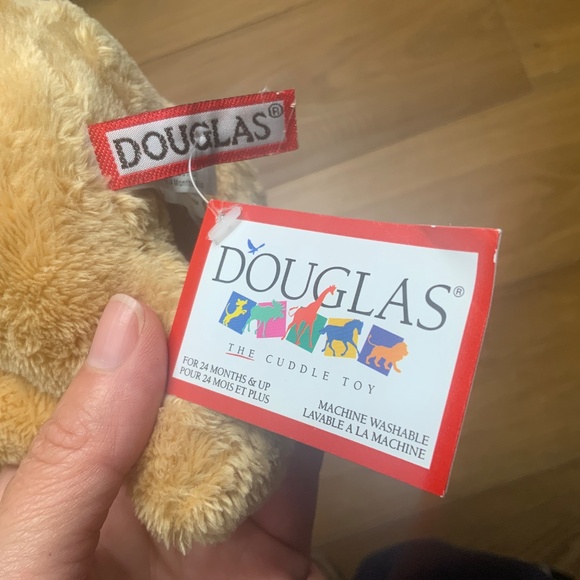 DOUGLAS®
DOUGLAS®
THE CUDDLE TOY
FOR 24 MONTHS & UP
POUR 24 MOIS ET PLUS
MACHINE WASHABLE
LAVABLE A LA MACHINE